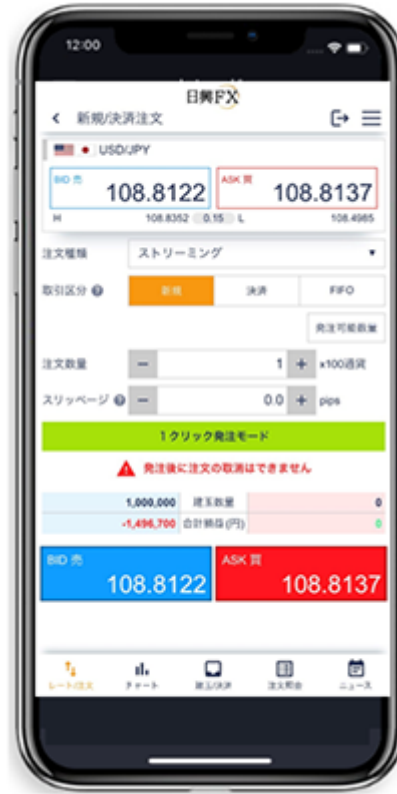 12:00
日興FX
新規/決済注文
USD/JPY
BID 売 108.8122 ASK 買 108.8137
H 108.8352 0.15 L 108.4985
注文種類 ストリーミング
取引区分 新規 決済 FIFO
発注可能数量
注文数量 − 1 + x100通貨
スリッページ − 0.0 + pips
1クリック発注モード
発注後に注文の取消はできません
1,000,000 建玉数量 0
-1,496,700 合計損益(円) 0
BID 売 ASK 買
108.8122 108.8137
レート/注文 チャート 建玉/決済 注文照会 ニュース